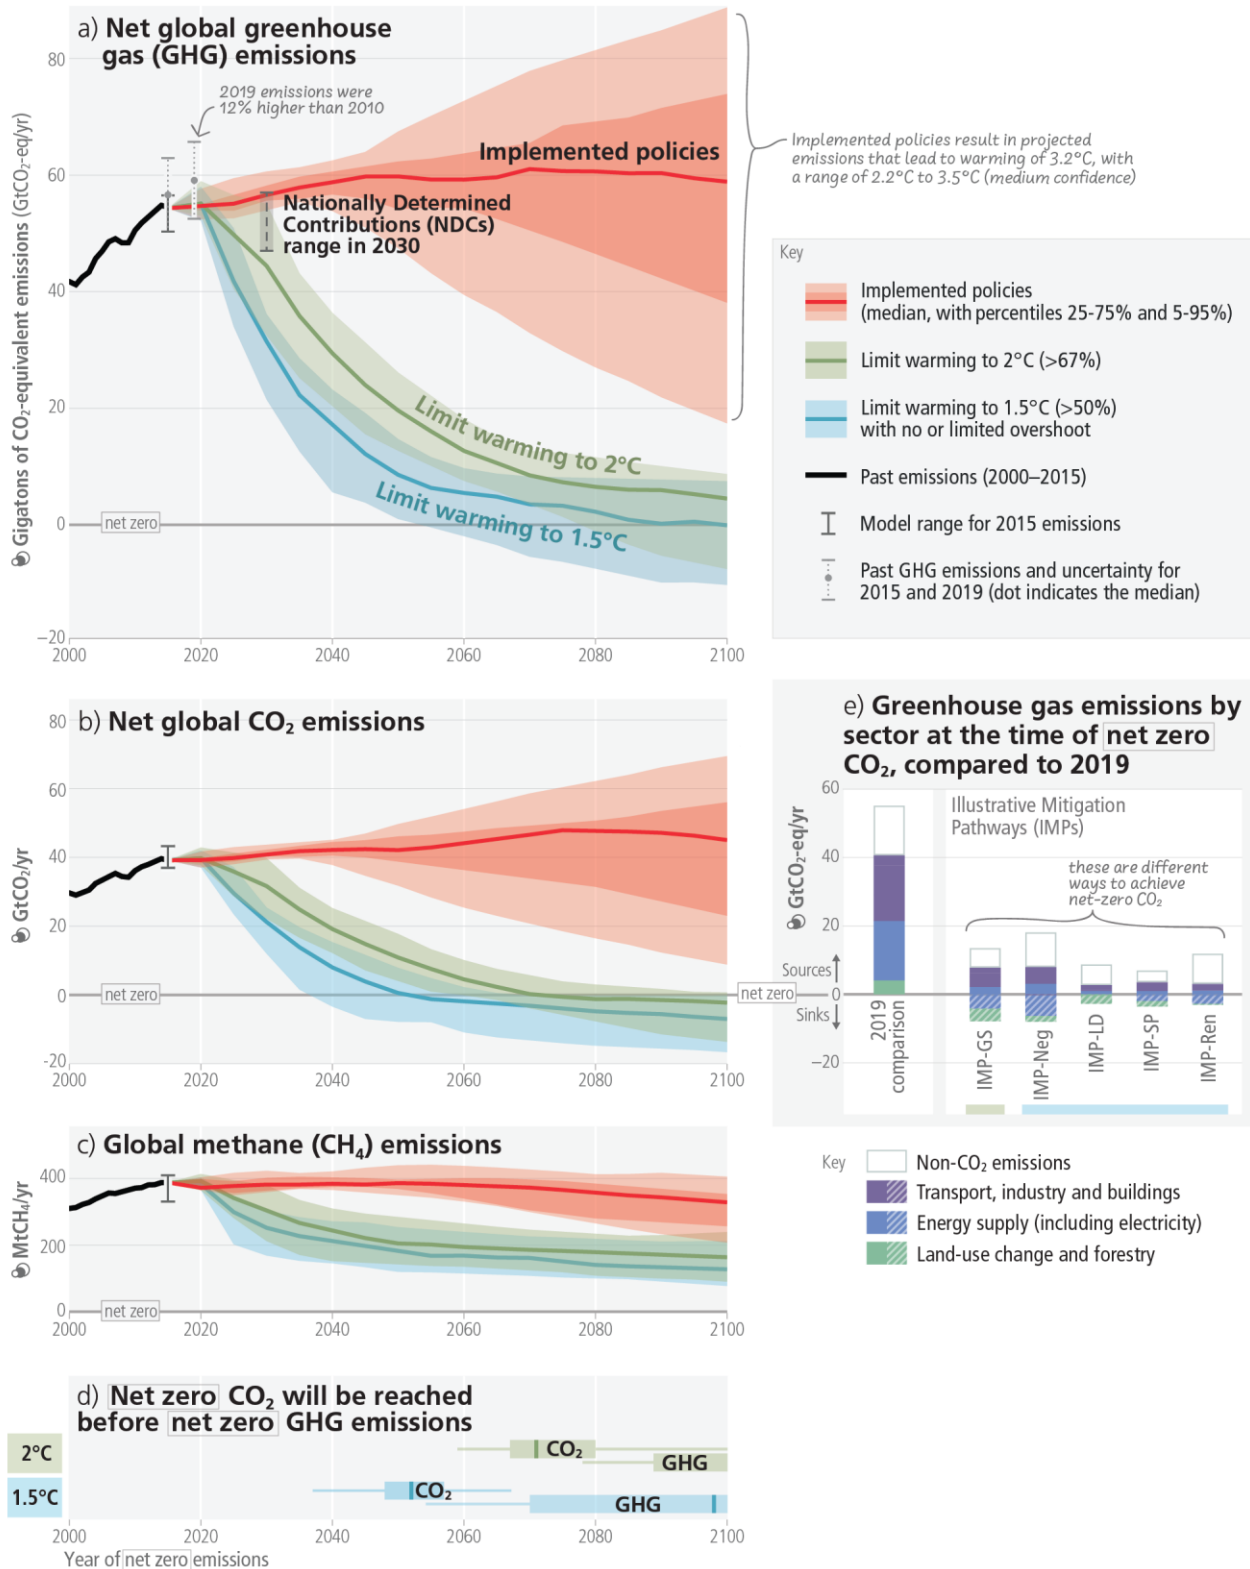 a) Net global greenhouse
gas (GHG) emissions
2019 emissions were
12% higher than 2010
Gigatons of CO₂-equivalent emissions (GtCO₂-eq/yr)
80
60
40
20
0
−20
net zero
Implemented policies
Nationally Determined
Contributions (NDCs)
range in 2030
Limit warming to 2°C
Limit warming to 1.5°C
2000
2020
2040
2060
2080
2100
Implemented policies result in projected
emissions that lead to warming of 3.2°C, with
a range of 2.2°C to 3.5°C (medium confidence)
Key
Implemented policies
(median, with percentiles 25-75% and 5-95%)
Limit warming to 2°C (>67%)
Limit warming to 1.5°C (>50%)
with no or limited overshoot
Past emissions (2000–2015)
Model range for 2015 emissions
Past GHG emissions and uncertainty for
2015 and 2019 (dot indicates the median)
b) Net global CO₂ emissions
GtCO₂/yr
80
60
40
20
0
-20
net zero
2000
2020
2040
2060
2080
2100
c) Global methane (CH₄) emissions
MtCH₄/yr
400
200
0
net zero
2000
2020
2040
2060
2080
2100
d) Net zero CO₂ will be reached
before net zero GHG emissions
2°C
CO₂
GHG
1.5°C
CO₂
GHG
2000
2020
2040
2060
2080
2100
Year of net zero emissions
e) Greenhouse gas emissions by
sector at the time of net zero
CO₂, compared to 2019
GtCO₂-eq/yr
60
40
20
0
−20
Sources
net zero
Sinks
Illustrative Mitigation
Pathways (IMPs)
these are different
ways to achieve
net-zero CO₂
2019
comparison
IMP-GS
IMP-Neg
IMP-LD
IMP-SP
IMP-Ren
Key
Non-CO₂ emissions
Transport, industry and buildings
Energy supply (including electricity)
Land-use change and forestry